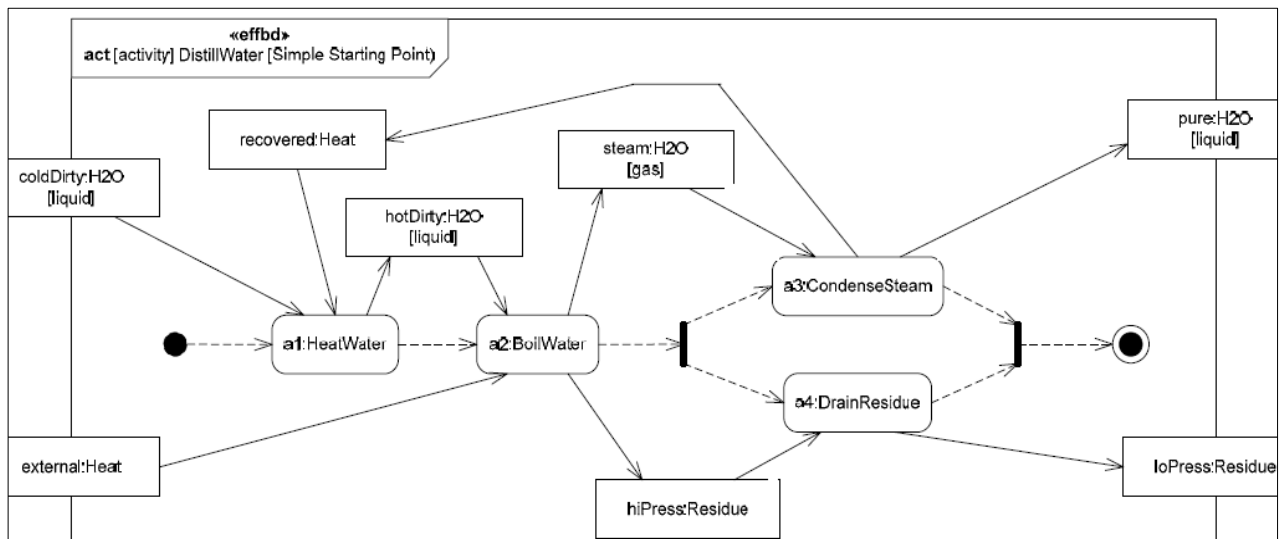 «effbd»
act [activity] DistillWater [Simple Starting Point)
recovered:Heat
pure:H2O
[liquid]
steam:H2O
[gas]
coldDirty:H2O
[liquid]
hotDirty:H2O
[liquid]
a3:CondenseSteam
a1:HeatWater
a2:BoilWater
a4:DrainResidue
external:Heat
loPress:Residue
hiPress:Residue